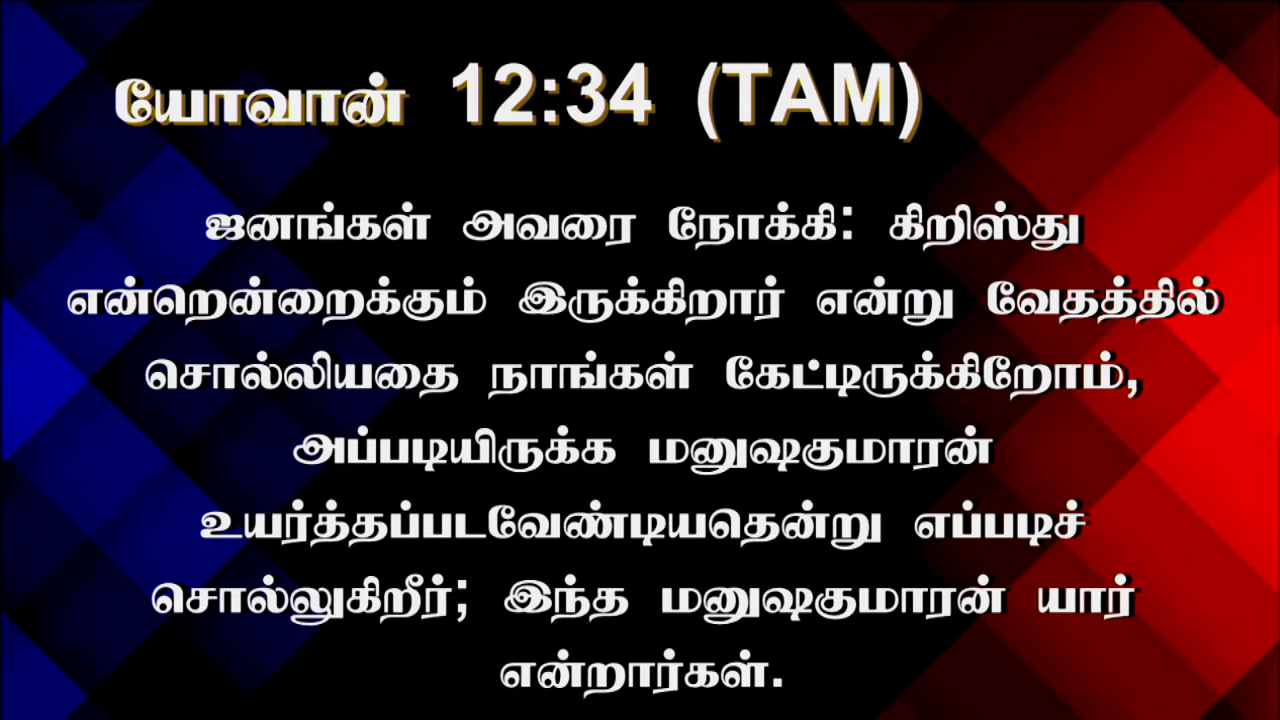 யோவான் 12:34 (TAM)
ஜனங்கள் அவரை நோக்கி: கிறிஸ்து
என்றென்றைக்கும் இருக்கிறார் என்று வேதத்தில்
சொல்லியதை நாங்கள் கேட்டிருக்கிறோம்,
அப்படியிருக்க மனுஷகுமாரன்
உயர்த்தப்படவேண்டியதென்று எப்படிச்
சொல்லுகிறீர்; இந்த மனுஷகுமாரன் யார்
என்றார்கள்.